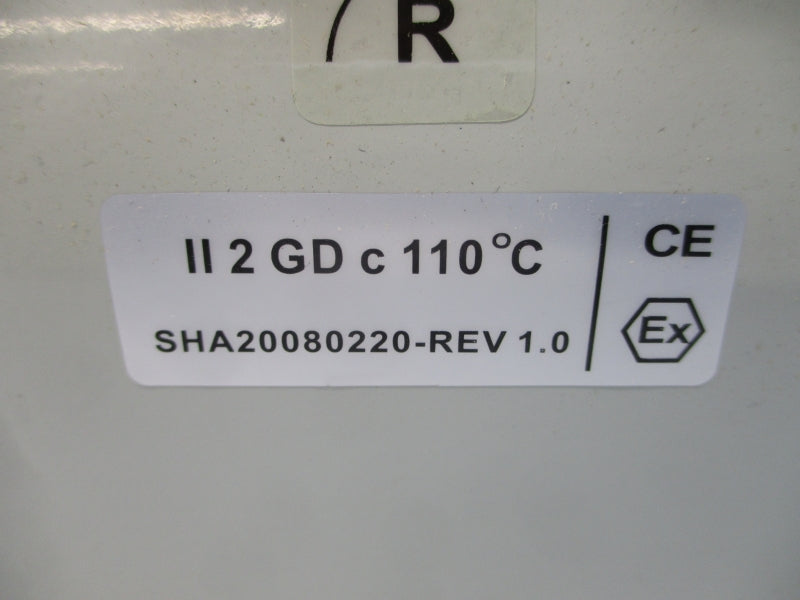 R
II 2 GD c 110 °C
SHA20080220-REV 1.0
CE
Ex